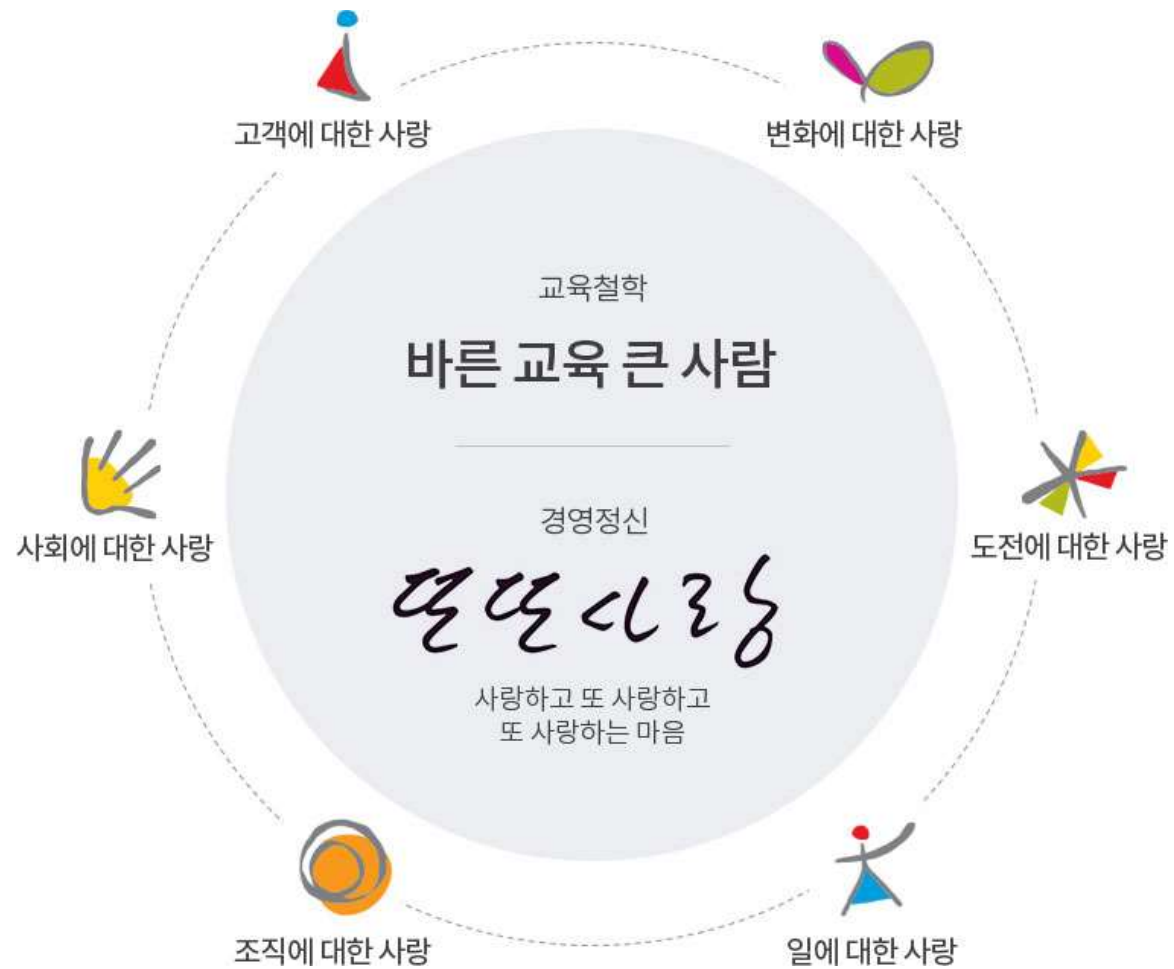 고객에 대한 사랑
변화에 대한 사랑
교육철학
바른 교육 큰 사람
사회에 대한 사랑
도전에 대한 사랑
경영정신
또또사랑
사랑하고 또 사랑하고
또 사랑하는 마음
조직에 대한 사랑
일에 대한 사랑